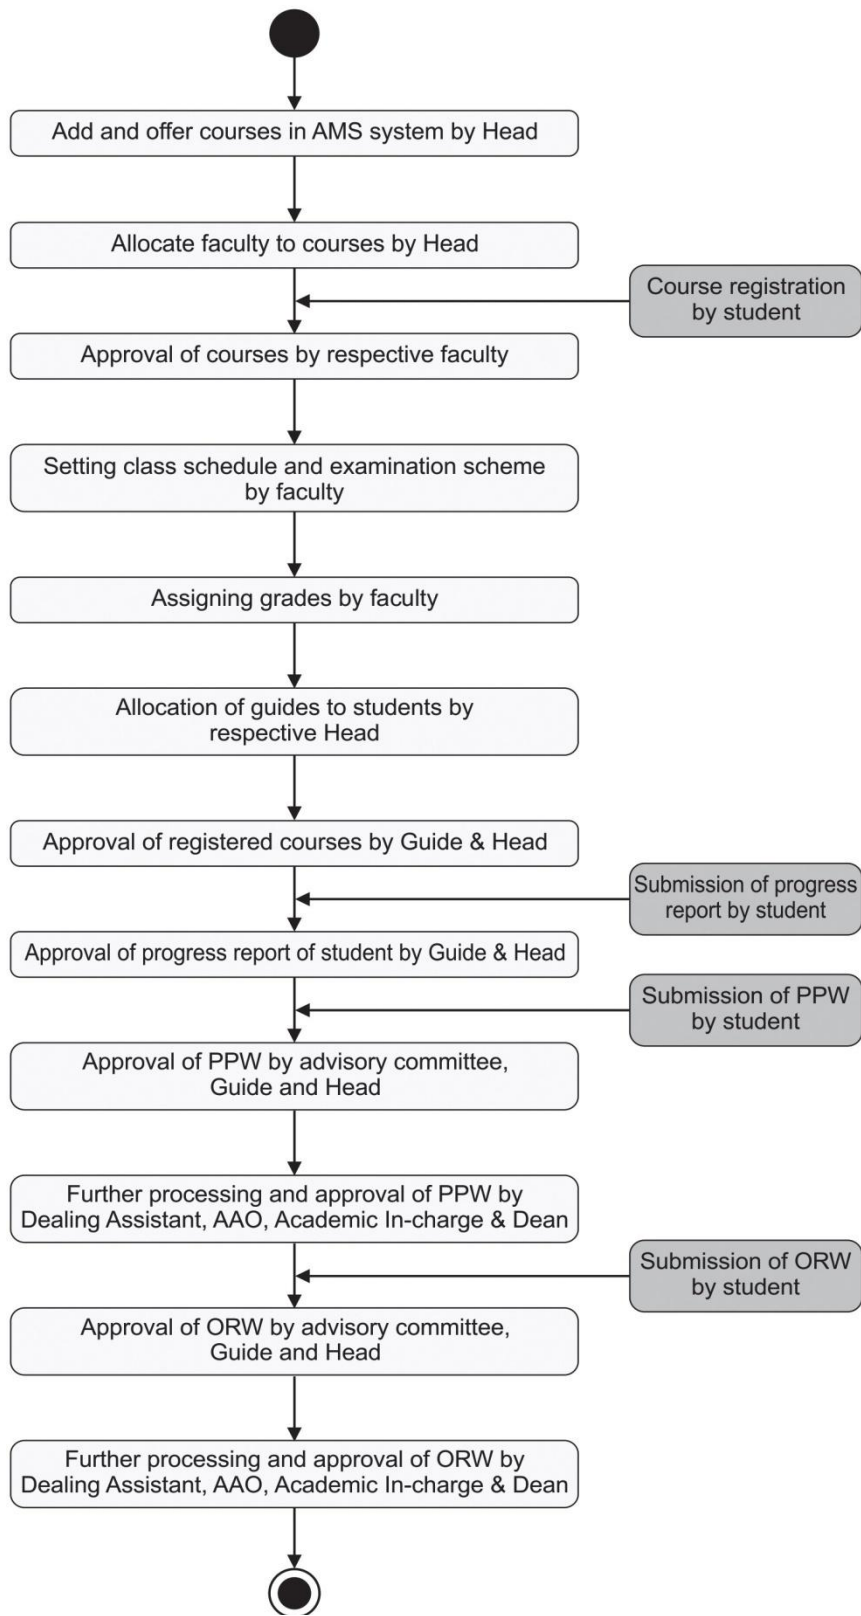 Add and offer courses in AMS system by Head
Allocate faculty to courses by Head
Course registration
by student
Approval of courses by respective faculty
Setting class schedule and examination scheme
by faculty
Assigning grades by faculty
Allocation of guides to students by
respective Head
Approval of registered courses by Guide & Head
Submission of progress
report by student
Approval of progress report of student by Guide & Head
Submission of PPW
by student
Approval of PPW by advisory committee,
Guide and Head
Further processing and approval of PPW by
Dealing Assistant, AAO, Academic In-charge & Dean
Submission of ORW
by student
Approval of ORW by advisory committee,
Guide and Head
Further processing and approval of ORW by
Dealing Assistant, AAO, Academic In-charge & Dean